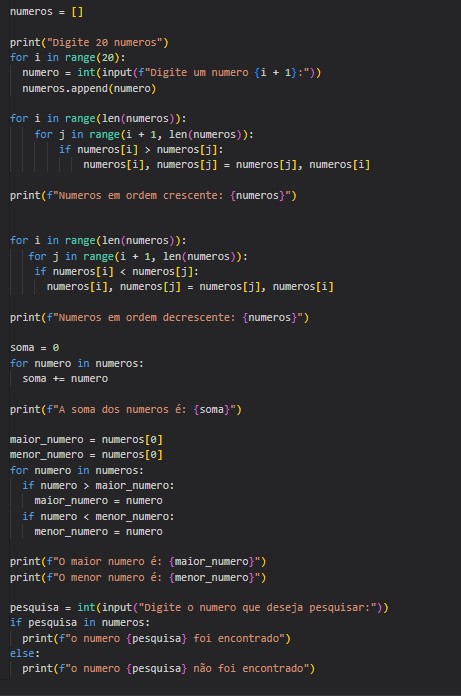 numeros = []

print("Digite 20 numeros")
for i in range(20):
  numero = int(input(f"Digite um numero {i + 1}:"))
  numeros.append(numero)

for i in range(len(numeros)):
    for j in range(i + 1, len(numeros)):
        if numeros[i] > numeros[j]:
            numeros[i], numeros[j] = numeros[j], numeros[i]

print(f"Numeros em ordem crescente: {numeros}")


for i in range(len(numeros)):
   for j in range(i + 1, len(numeros)):
    if numeros[i] < numeros[j]:
      numeros[i], numeros[j] = numeros[j], numeros[i]

print(f"Numeros em ordem decrescente: {numeros}")

soma = 0
for numero in numeros:
  soma += numero

print(f"A soma dos numeros é: {soma}")

maior_numero = numeros[0]
menor_numero = numeros[0]
for numero in numeros:
  if numero > maior_numero:
    maior_numero = numero
  if numero < menor_numero:
    menor_numero = numero

print(f"O maior numero é: {maior_numero}")
print(f"O menor numero é: {menor_numero}")

pesquisa = int(input("Digite o numero que deseja pesquisar:"))
if pesquisa in numeros:
  print(f"o numero {pesquisa} foi encontrado")
else:
  print(f"o numero {pesquisa} não foi encontrado")